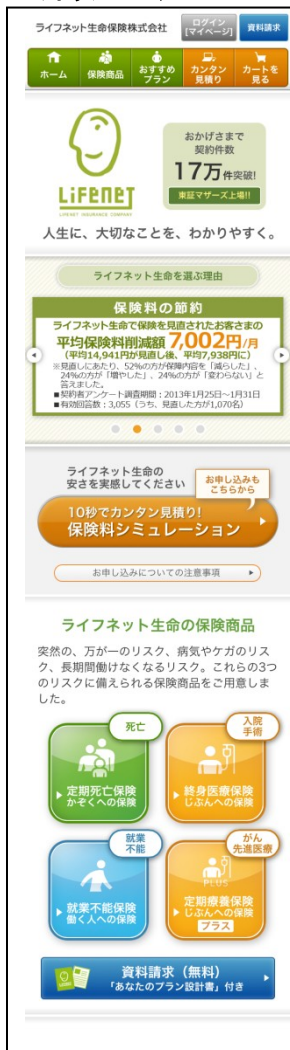 ライフネット生命保険株式会社
ログイン
[マイページ]
資料請求
ホーム
保険商品
おすすめ
プラン
カンタン
見積り
カートを
見る
LIFENET
LIFENET INSURANCE COMPANY
おかげさまで
契約件数
17万件突破!
東証マザーズ上場!!
人生に、大切なことを、わかりやすく。
ライフネット生命を選ぶ理由
保険料の節約
ライフネット生命で保険を見直されたお客さまの
平均保険料削減額7,002円/月
(平均14,941円が見直し後、平均7,938円に)
※見直しにあたり、52%の方が保障内容を「減らした」、
24%の方が「増やした」、24%の方が「変わらない」と
答えました。
■契約者アンケート調査期間:2013年1月25日～1月31日
■有効回答数:3,055(うち、見直した方が1,070名)
ライフネット生命の
安さを実感してください
お申し込みも
こちらから
10秒でカンタン見積り!
保険料シミュレーション
お申し込みについての注意事項
ライフネット生命の保険商品
突然の、万が一のリスク、病気やケガのリス
ク、長期間働けなくなるリスク。これらの3つ
のリスクに備えられる保険商品をご用意しま
した。
死亡
定期死亡保険
かぞくへの保険
入院
手術
終身医療保険
じぶんへの保険
就業
不能
就業不能保険
働く人への保険
がん
先進医療
PLUS
定期療養保険
じぶんへの保険
プラス
資料請求(無料)
「あなたのプラン設計書」付き